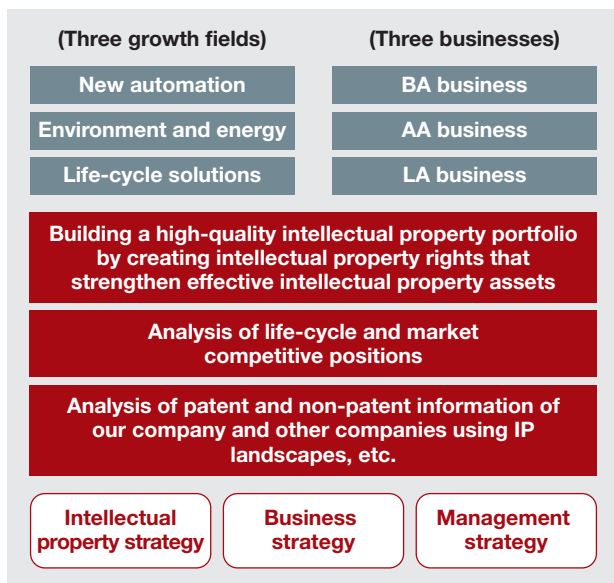 (Three growth fields)
New automation
Environment and energy
Life-cycle solutions
(Three businesses)
BA business
AA business
LA business
Building a high-quality intellectual property portfolio
by creating intellectual property rights that
strengthen effective intellectual property assets
Analysis of life-cycle and market
competitive positions
Analysis of patent and non-patent information of
our company and other companies using IP
landscapes, etc.
Intellectual
property strategy
Business
strategy
Management
strategy